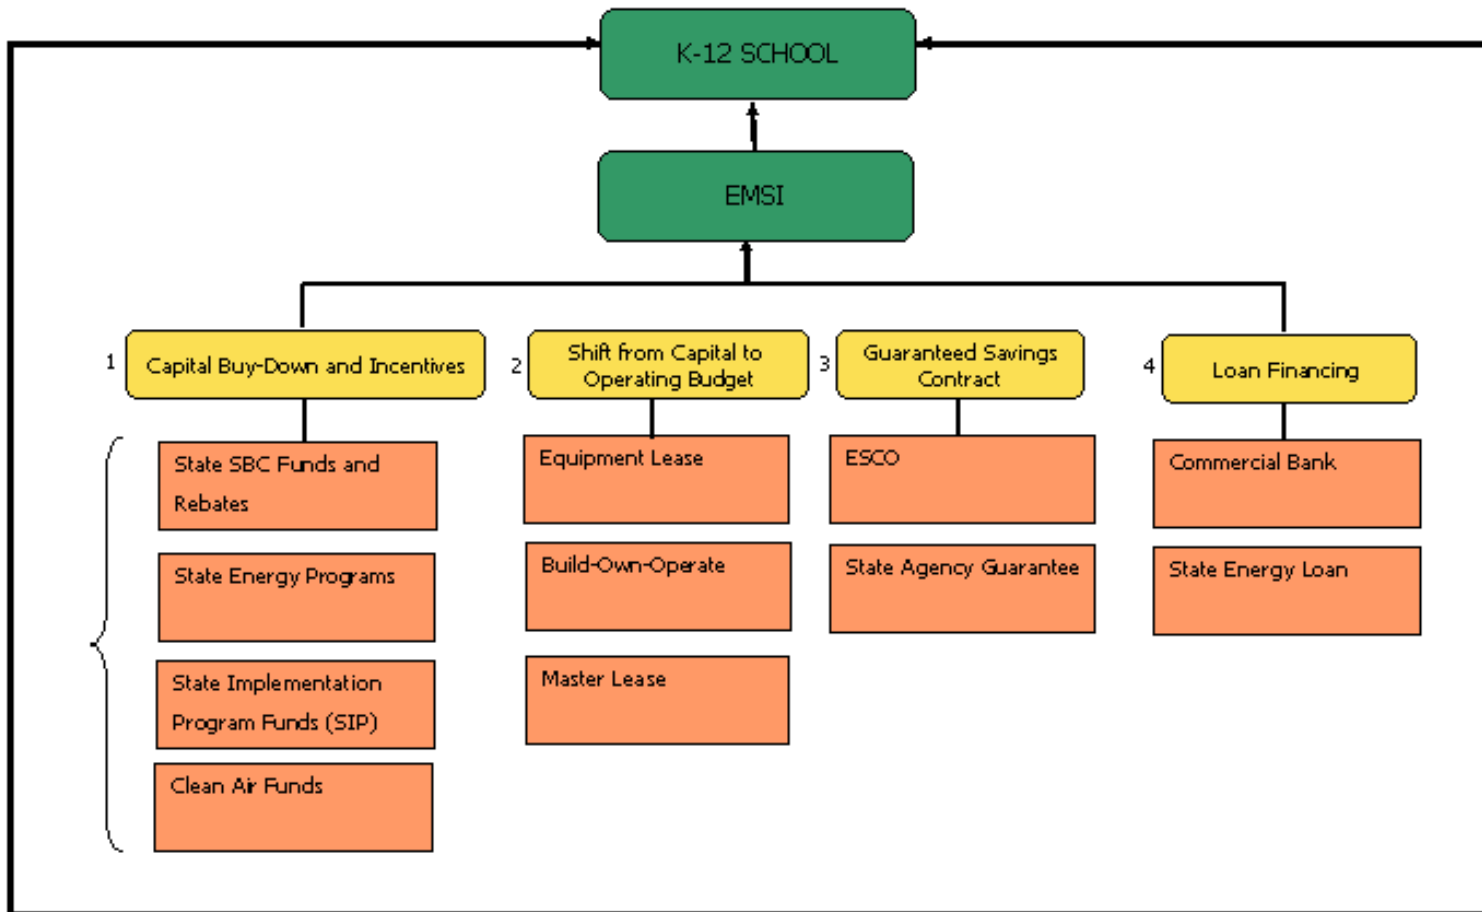 K-12 SCHOOL
EMSI
1
Capital Buy-Down and Incentives
2
Shift from Capital to
Operating Budget
3
Guaranteed Savings
Contract
4
Loan Financing
State SBC Funds and
Rebates
State Energy Programs
State Implementation
Program Funds (SIP)
Clean Air Funds
Equipment Lease
Build-Own-Operate
Master Lease
ESCO
State Agency Guarantee
Commercial Bank
State Energy Loan